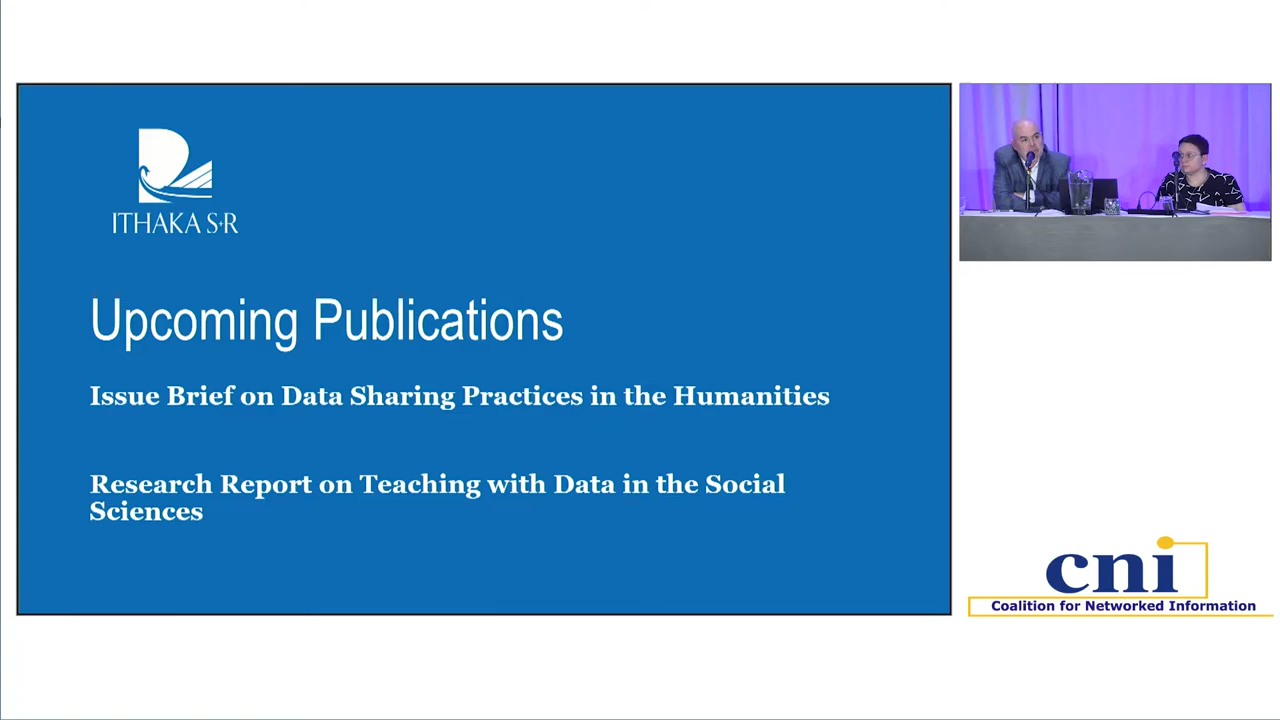 ITHAKA S+R
Upcoming Publications
Issue Brief on Data Sharing Practices in the Humanities
Research Report on Teaching with Data in the Social
Sciences
cni
Coalition for Networked Information